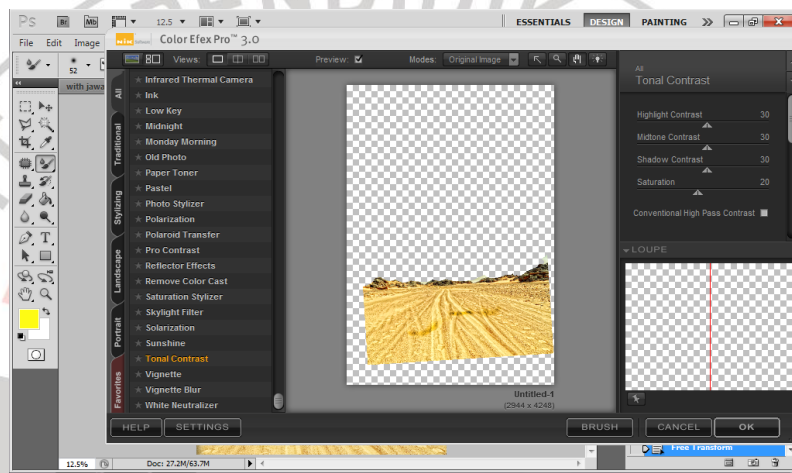 PS Br Mb 12.5 ESSENTIALS DESIGN PAINTING
File Edit Image
Color Efex Pro™ 3.0
52
with jawa
Views: Preview: Modes: Original Image
All
Traditional
Stylizing
Landscape
Portrait
Favorites
Infrared Thermal Camera
Ink
Low Key
Midnight
Monday Morning
Old Photo
Paper Toner
Pastel
Photo Stylizer
Polarization
Polaroid Transfer
Pro Contrast
Reflector Effects
Remove Color Cast
Saturation Stylizer
Skylight Filter
Solarization
Sunshine
Tonal Contrast
Vignette
Vignette Blur
White Neutralizer
Untitled-1
(2944 x 4248)
All
Tonal Contrast
Highlight Contrast 30
Midtone Contrast 30
Shadow Contrast 30
Saturation 20
Conventional High Pass Contrast
LOUPE
HELP SETTINGS BRUSH CANCEL OK
Free Transform
12.5% Doc: 27.2M/63.7M